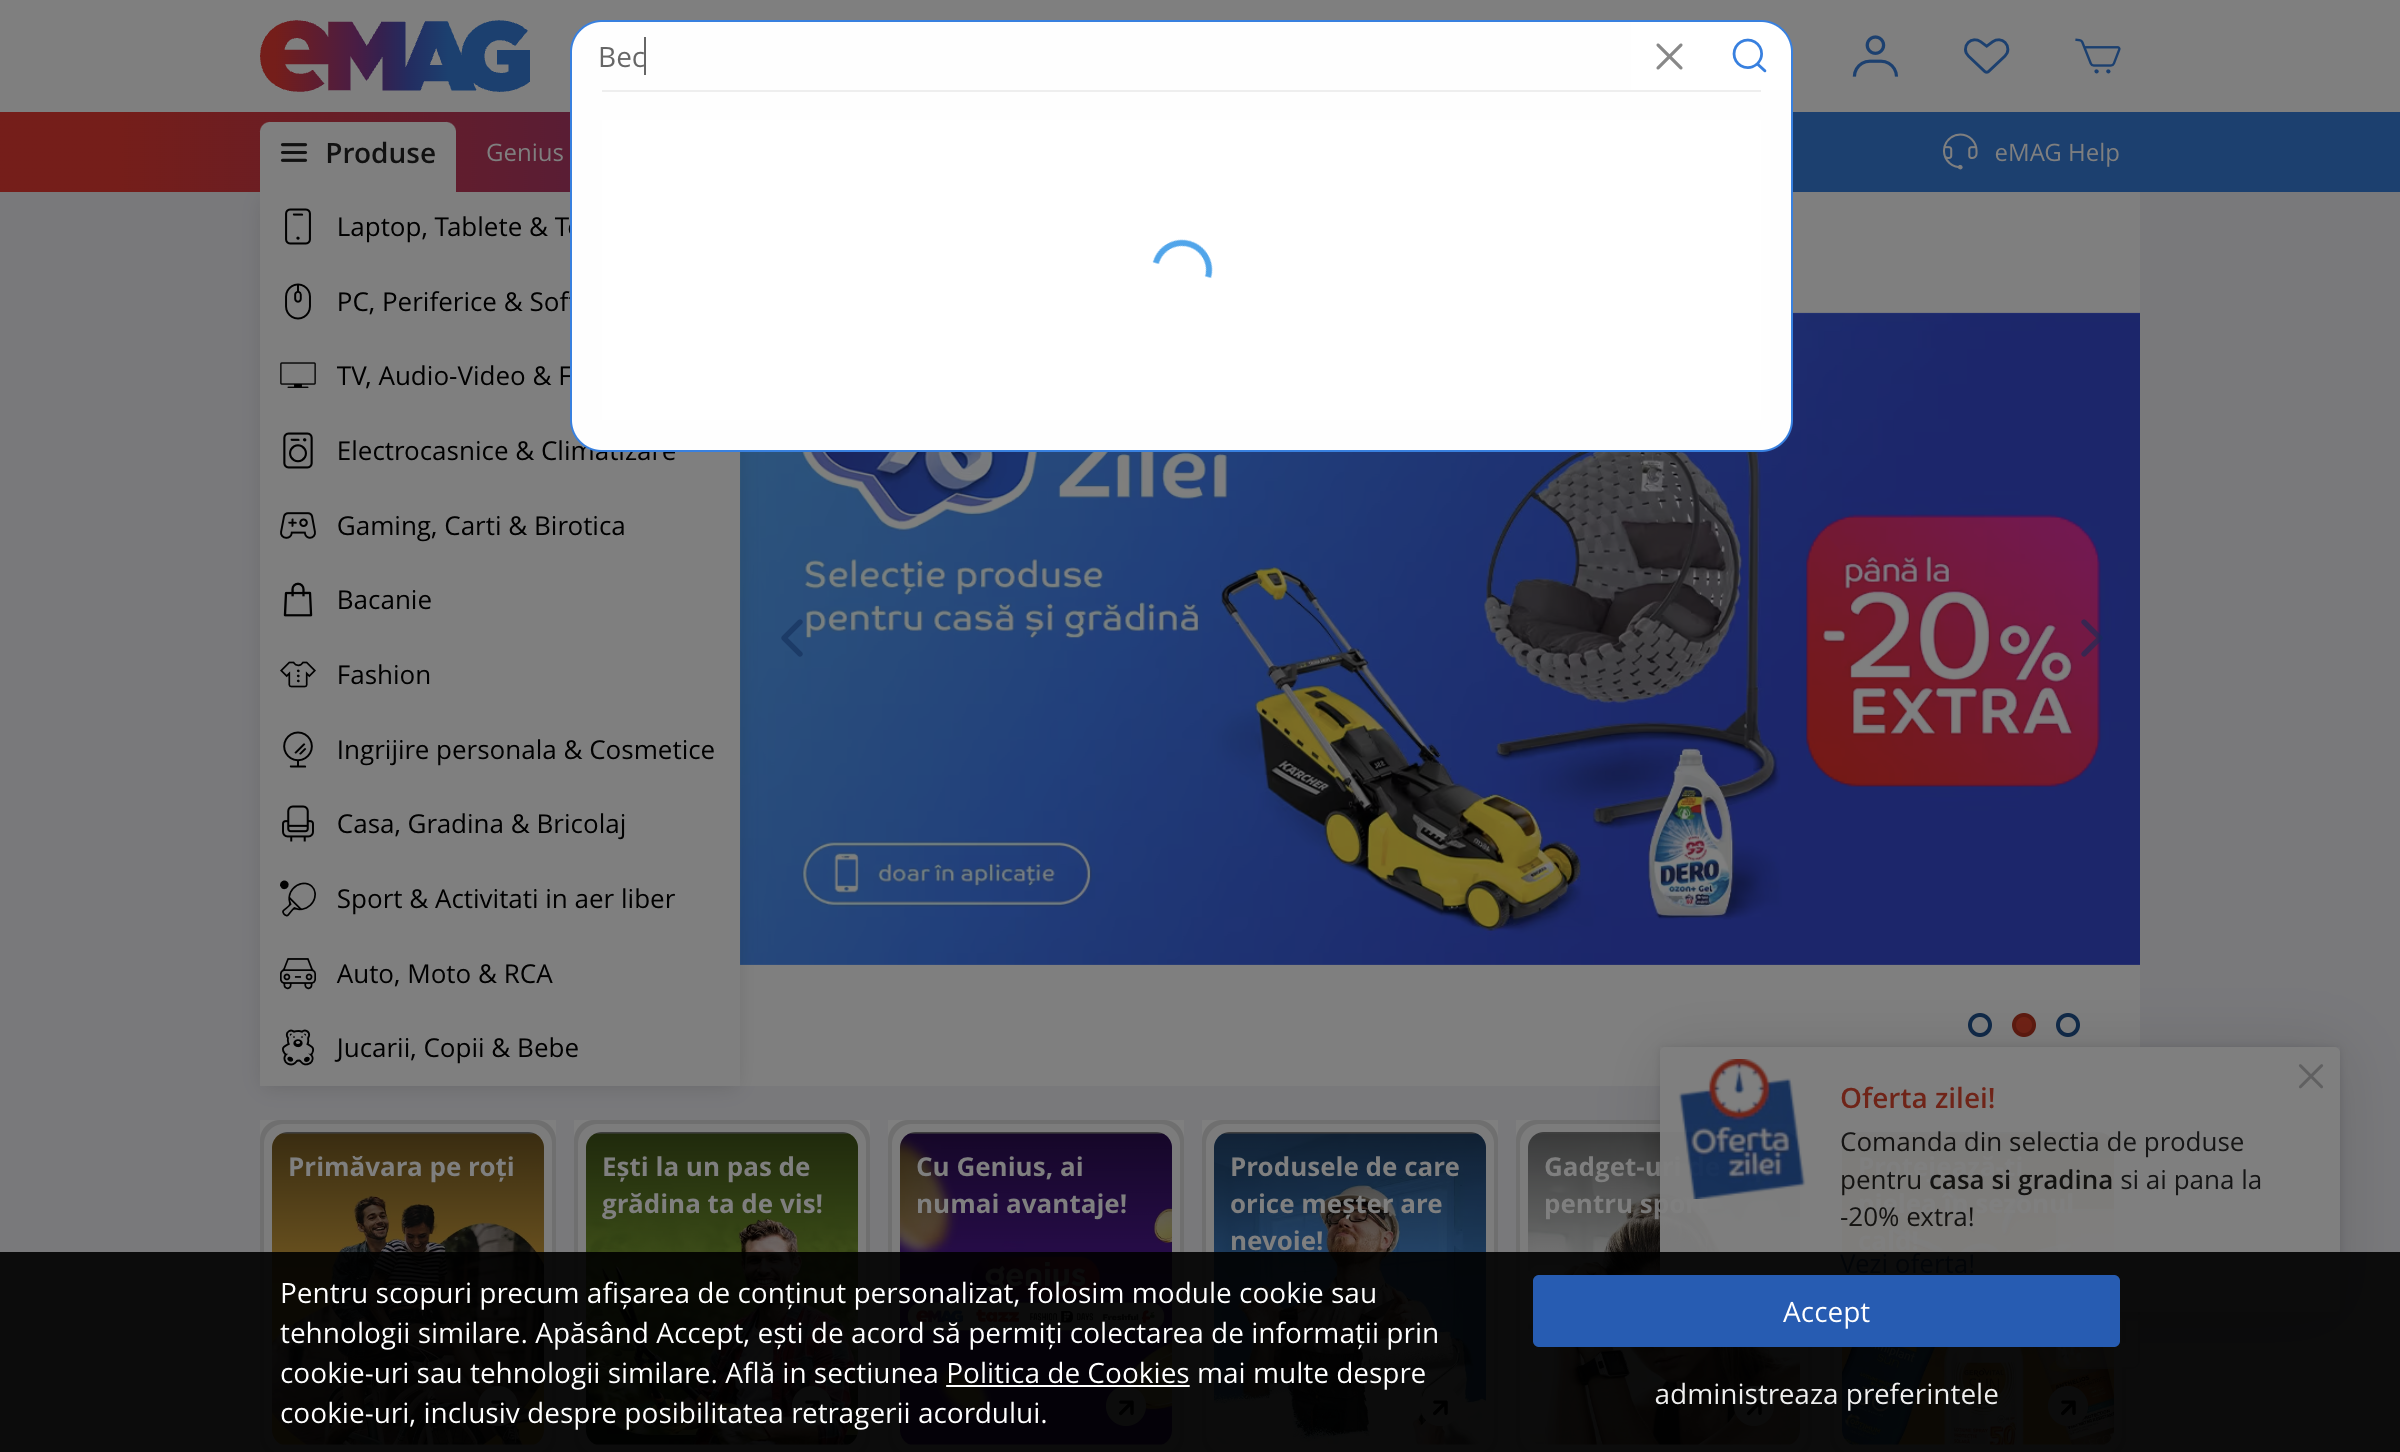 eMAG
Bec
Produse
Genius
eMAG Help
Laptop, Tablete & T
PC, Periferice & Sof
TV, Audio-Video & F
Electrocasnice & Climatizare
Gaming, Carti & Birotica
Bacanie
Fashion
Ingrijire personala & Cosmetice
Casa, Gradina & Bricolaj
Sport & Activitati in aer liber
Auto, Moto & RCA
Jucarii, Copii & Bebe
%
Zilei
Selecție produse
pentru casă și grădină
doar în aplicație
KARCHER
DERO
ozon+ Gel
până la
-20%
EXTRA
Oferta
zilei
Oferta zilei!
Comanda din selectia de produse
pentru casa si gradina si ai pana la
-20% extra!
Vezi oferta!
Primăvara pe roți
Ești la un pas de
grădina ta de vis!
Cu Genius, ai
numai avantaje!
genius
Produsele de care
orice meșter are
nevoie!
Gadget-u
pentru sp
Pentru scopuri precum afișarea de conținut personalizat, folosim module cookie sau
tehnologii similare. Apăsând Accept, ești de acord să permiți colectarea de informații prin
cookie-uri sau tehnologii similare. Află in sectiunea Politica de Cookies mai multe despre
cookie-uri, inclusiv despre posibilitatea retragerii acordului.
Accept
administreaza preferintele